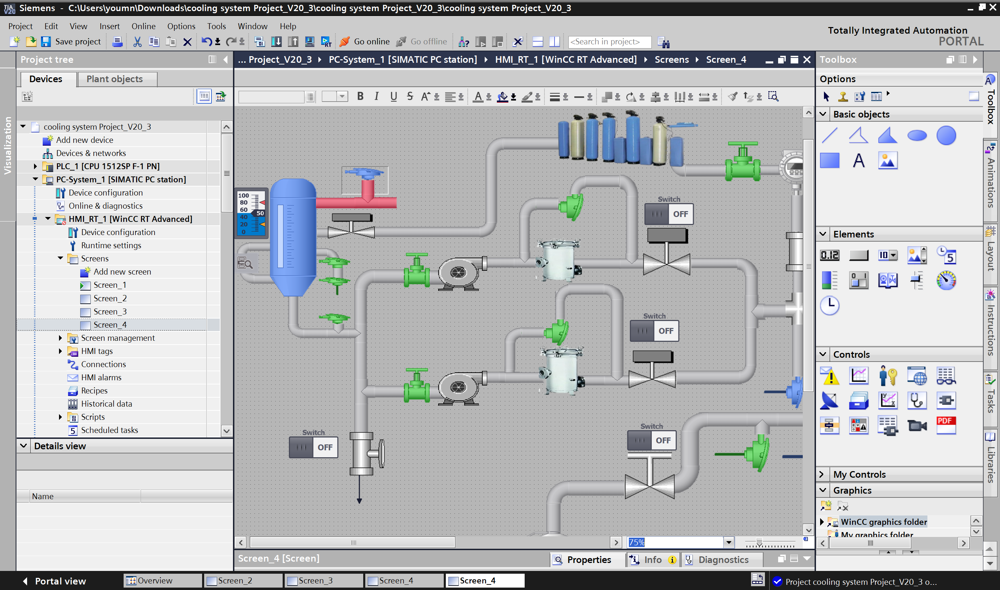 TIA V20 Siemens - C:\Users\youmn\Downloads\cooling system Project_V20_3\cooling system Project_V20_3\cooling system Project_V20_3
Project Edit View Insert Online Options Tools Window Help
Totally Integrated Automation
PORTAL
Save project Go online Go offline <Search in project>
Project tree
... Project_V20_3 PC-System_1 [SIMATIC PC station] HMI_RT_1 [WinCC RT Advanced] Screens Screen_4
Toolbox
Devices Plant objects
Options
B I U S A A
Visualization
cooling system Project_V20_3
Add new device
Devices & networks
PLC_1 [CPU 1512SP F-1 PN]
PC-System_1 [SIMATIC PC station]
Device configuration
Online & diagnostics
HMI_RT_1 [WinCC RT Advanced]
Device configuration
Runtime settings
Screens
Add new screen
Screen_1
Screen_2
Screen_3
Screen_4
Screen management
HMI tags
Connections
HMI alarms
Recipes
Historical data
Scripts
Scheduled tasks
Details view
Name
100
80
60
50
40
20
0
Switch
OFF
Switch
OFF
Switch
OFF
Switch
OFF
75%
Screen_4 [Screen]
Properties Info Diagnostics
Basic objects
A
Elements
0.12 10 5
0 1
Controls
PDF
My Controls
Graphics
WinCC graphics folder
My graphics folder
Toolbox
Animations
Layout
Instructions
Tasks
Libraries
Portal view Overview Screen_2 Screen_3 Screen_4 Screen_4 Project cooling system Project_V20_3 o...